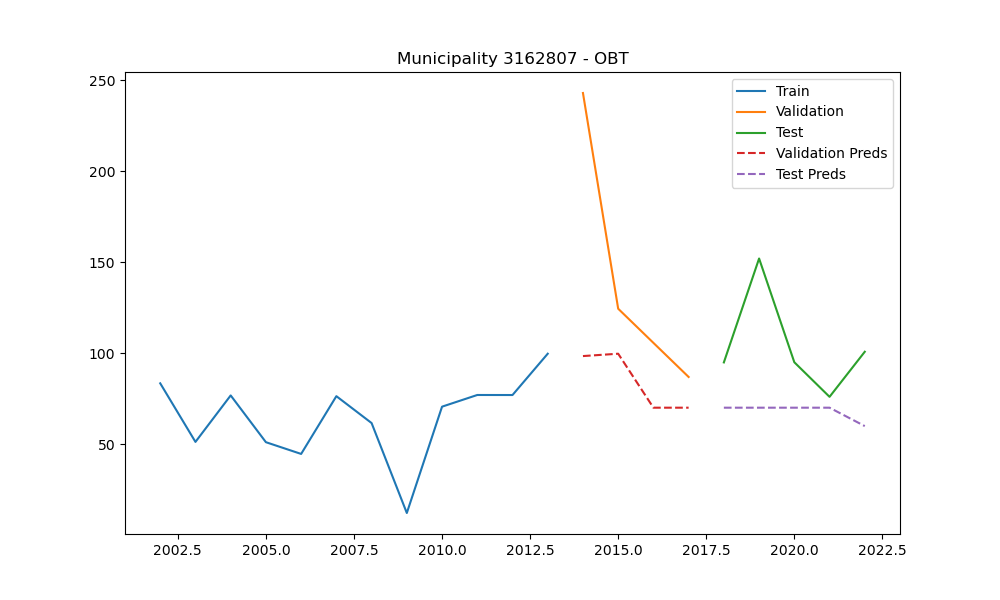 Municipality 3162807 - OBT
250
200
150
100
50
2002.5 2005.0 2007.5 2010.0 2012.5 2015.0 2017.5 2020.0 2022.5
Train
Validation
Test
Validation Preds
Test Preds